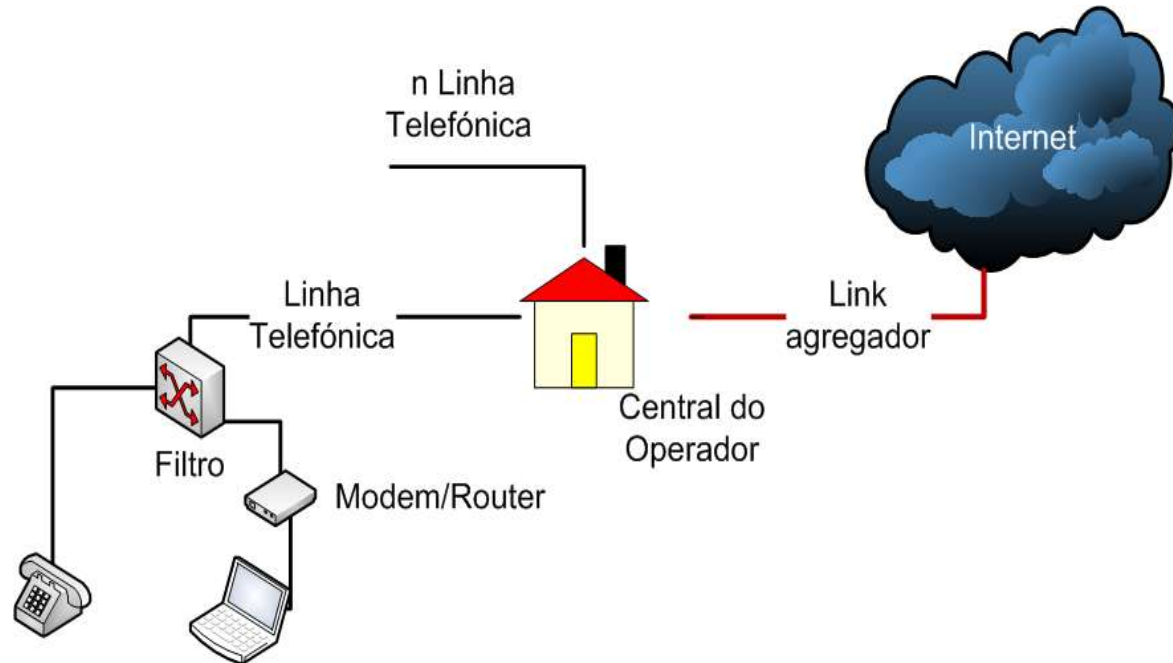 n Linha
Telefónica
Internet
Linha
Telefónica
Link
agregador
Central do
Operador
Filtro
Modem/Router